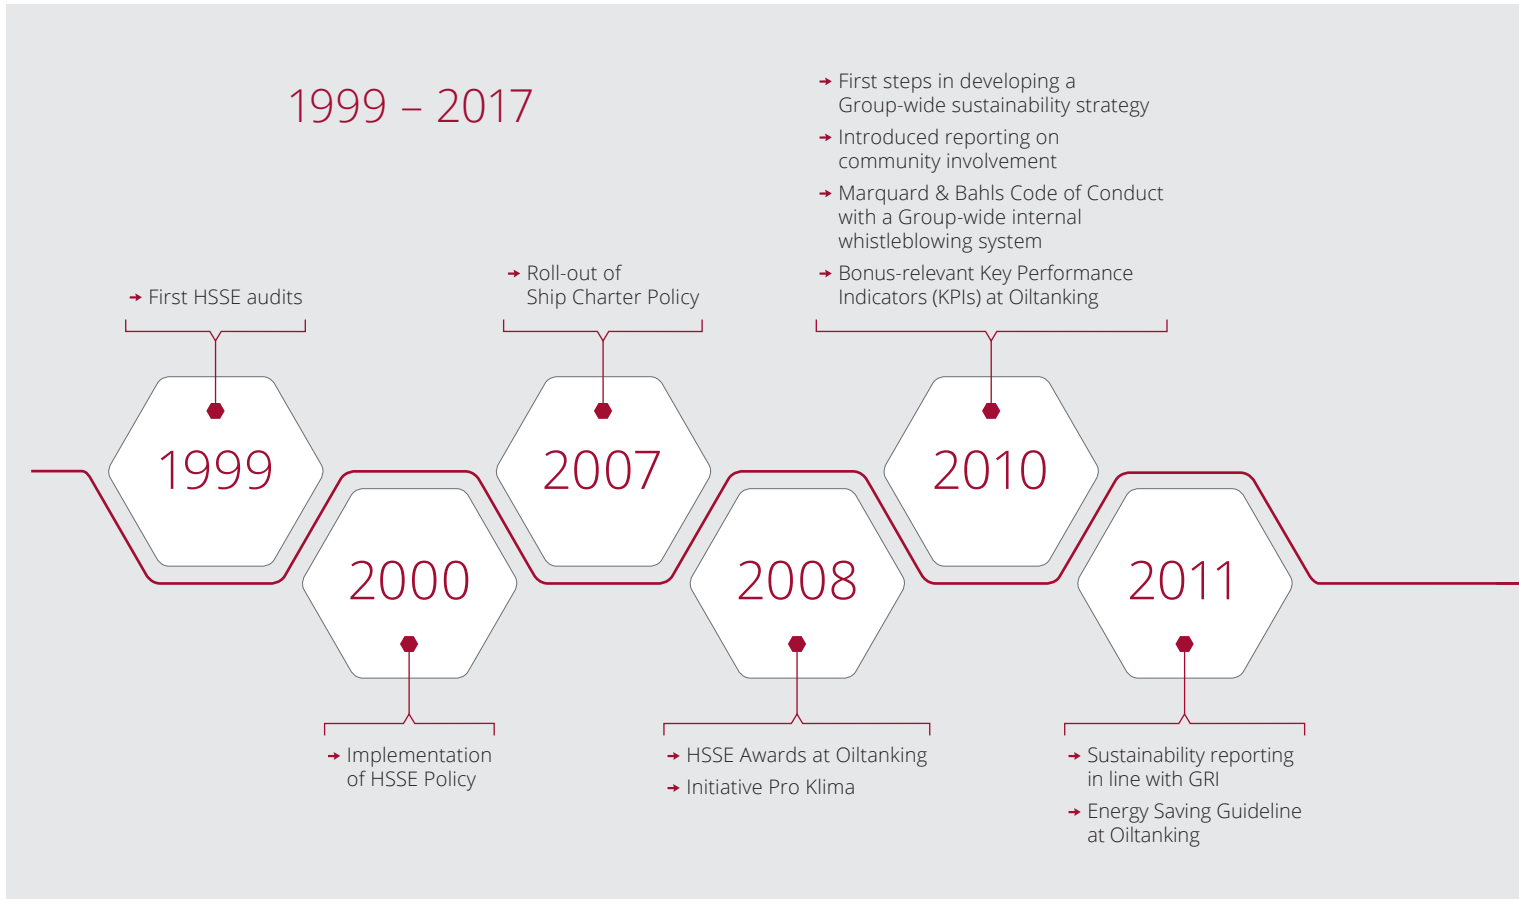 1999 – 2017
→ First HSSE audits
1999
2000
→ Implementation
of HSSE Policy
→ Roll-out of
Ship Charter Policy
2007
2008
→ HSSE Awards at Oiltanking
→ Initiative Pro Klima
→ First steps in developing a
Group-wide sustainability strategy
→ Introduced reporting on
community involvement
→ Marquard & Bahls Code of Conduct
with a Group-wide internal
whistleblowing system
→ Bonus-relevant Key Performance
Indicators (KPIs) at Oiltanking
2010
2011
→ Sustainability reporting
in line with GRI
→ Energy Saving Guideline
at Oiltanking